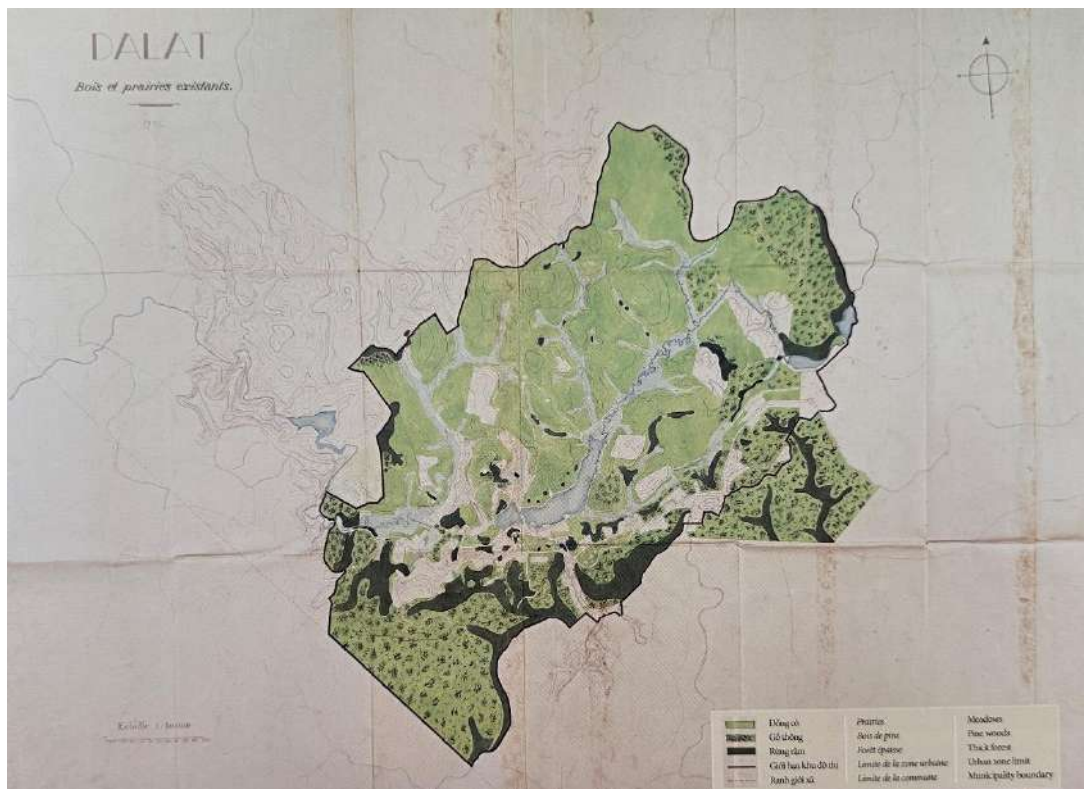 DALAT
Bois et prairies existants.
Đồng cỏ Prairies Meadows
Gỗ thông Bois de pins Pine woods
Rừng rậm Forêt épaisse Thick forest
Giới hạn khu đô thị Limite de la zone urbaine Urban zone limit
Ranh giới xã Limite de la commune Municipality boundary